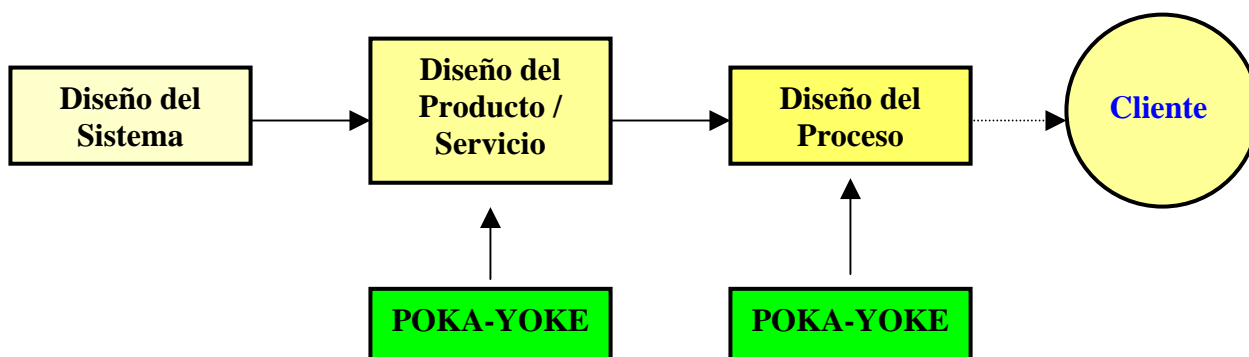 Diseño del
Sistema
Diseño del
Producto /
Servicio
Diseño del
Proceso
Cliente
POKA-YOKE
POKA-YOKE